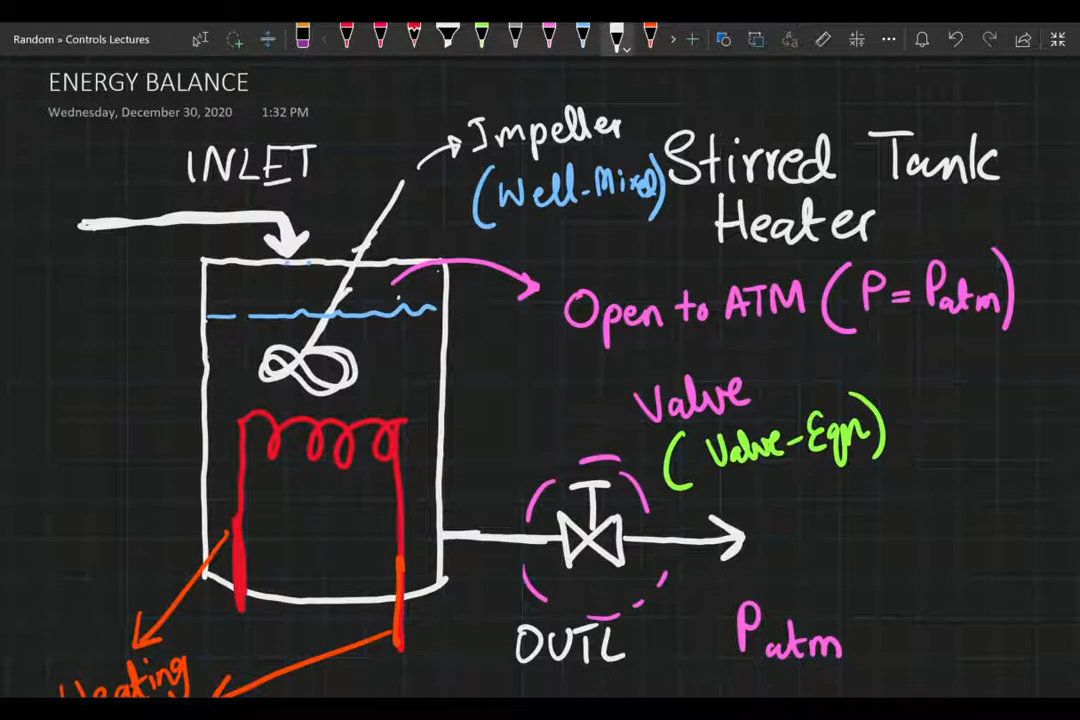 Random » Controls Lectures
ENERGY BALANCE
Wednesday, December 30, 2020 1:32 PM
INLET
Impeller
(Well-Mixed)
Stirred Tank
Heater
Open to ATM (P = Patm)
Valve
(Valve-Eqn)
OUTL
Patm
Heating